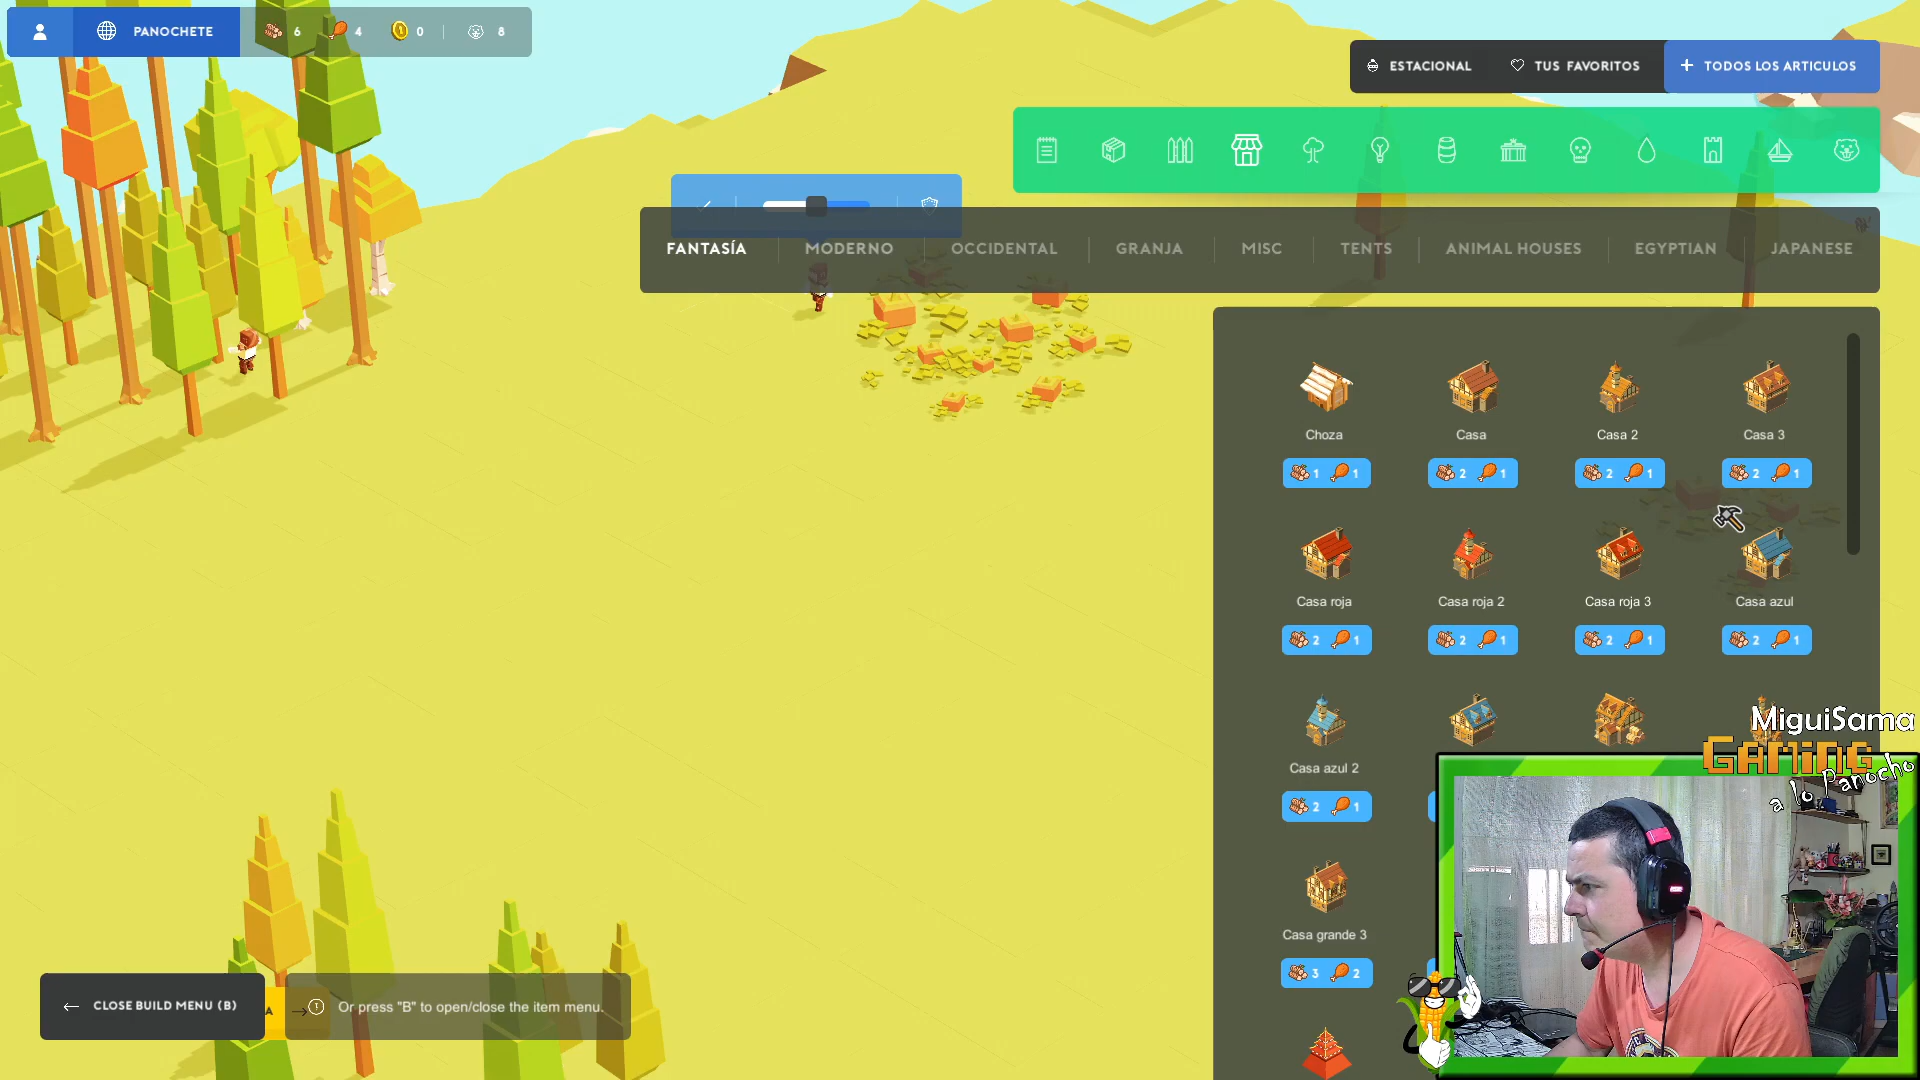 PANOCHETE 6 4 0 8
ESTACIONAL TUS FAVORITOS + TODOS LOS ARTICULOS
FANTASÍA MODERNO OCCIDENTAL GRANJA MISC TENTS ANIMAL HOUSES EGYPTIAN JAPANESE
Choza Casa Casa 2 Casa 3
1 1 2 1 2 1 2 1
Casa roja Casa roja 2 Casa roja 3 Casa azul
2 1 2 1 2 1 2 1
MiguiSama
GAMING
a lo Panocho
Casa azul 2
2 1
Casa grande 3
3 2
CLOSE BUILD MENU (B) A Or press "B" to open/close the item menu.